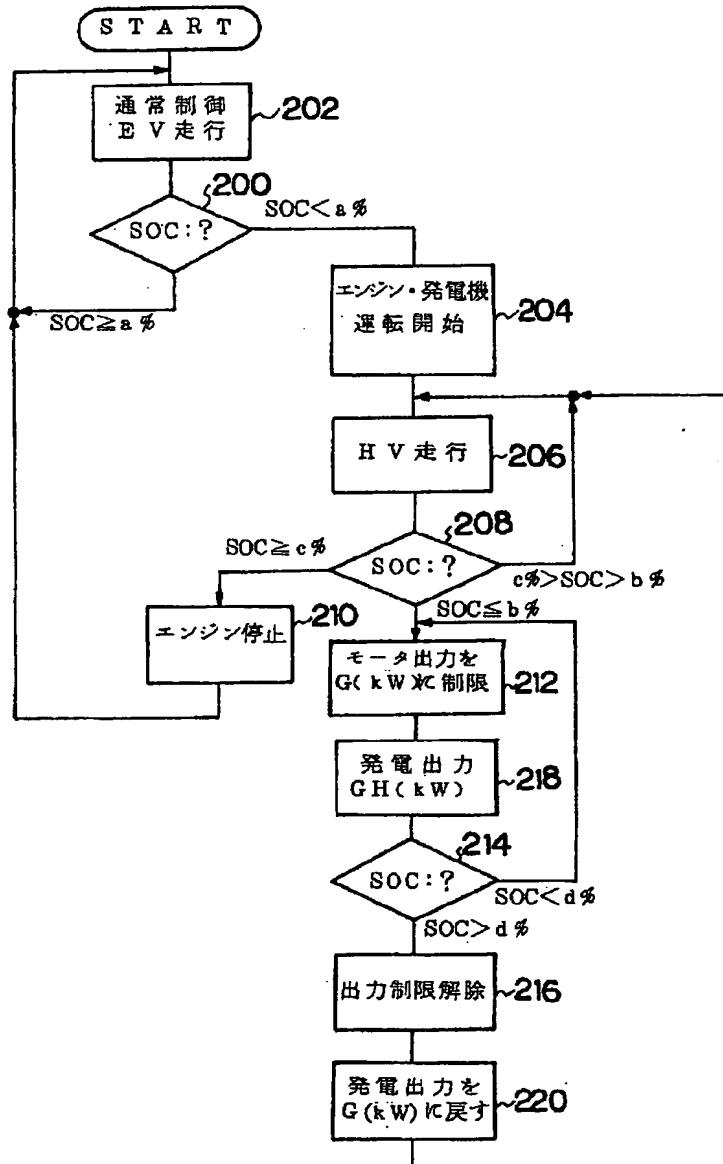 START
通常制御
EV走行
202
200
SOC:?
SOC<a%
SOC≧a%
エンジン・発電機
運転開始
204
HV走行
206
208
SOC:?
SOC≧c%
c%>SOC>b%
SOC≦b%
エンジン停止
210
モータ出力を
G(kW)に制限
212
発電出力
GH(kW)
218
214
SOC:?
SOC<d%
SOC>d%
出力制限解除
216
発電出力を
G(kW)に戻す
220